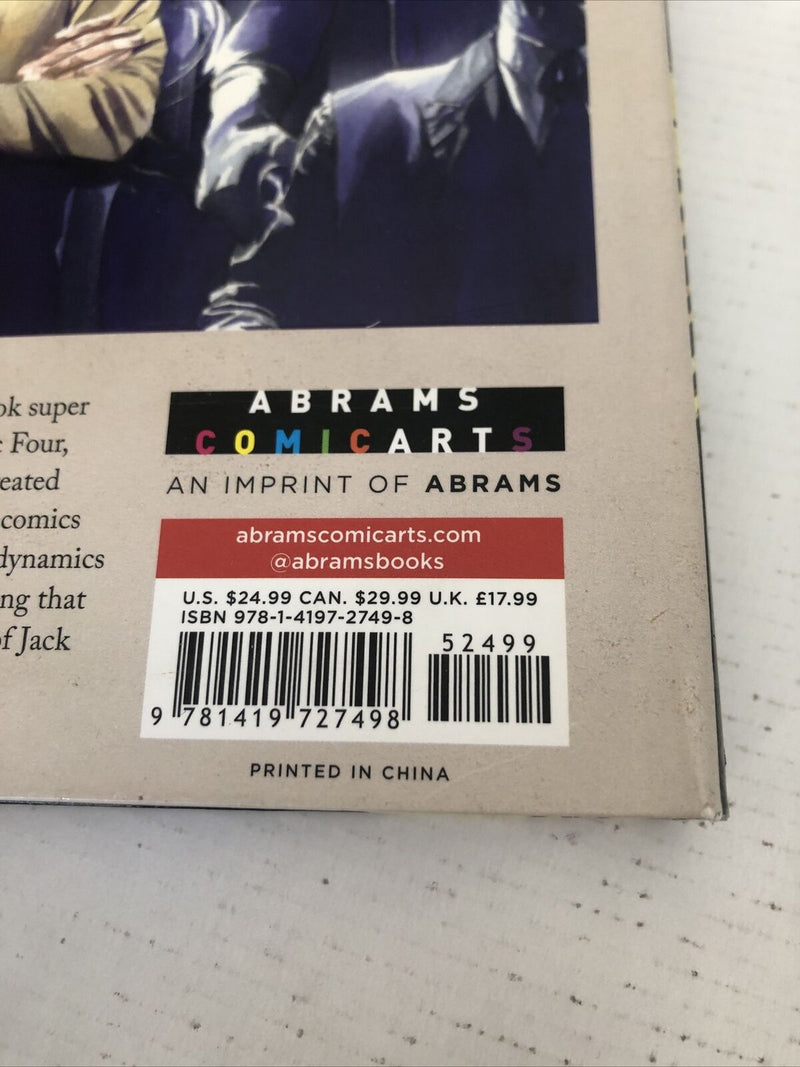 ok super
Four,
eated
comics
dynamics
ng that
of Jack
ABRAMS
COMICARTS
AN IMPRINT OF ABRAMS
abramscomicarts.com
@abramsbooks
U.S. $24.99 CAN. $29.99 U.K. £17.99
ISBN 978-1-4197-2749-8
52499
9 781419 727498
PRINTED IN CHINA